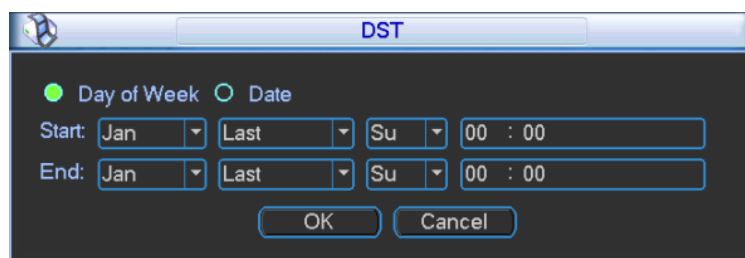 DST
Day of Week Date
Start: Jan Last Su 00 : 00
End: Jan Last Su 00 : 00
OK Cancel